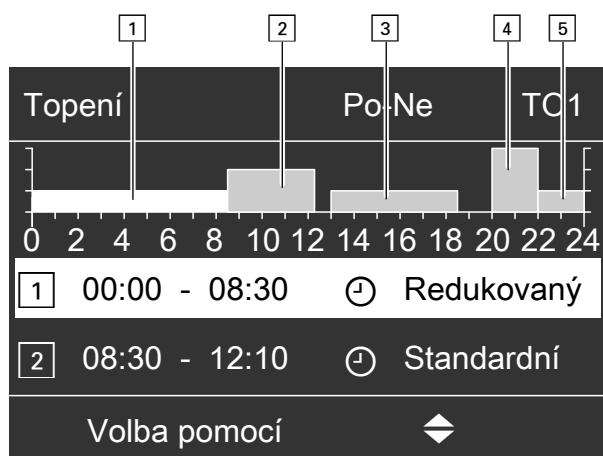 1 2 3 4 5
Topení Po-Ne TO1
0 2 4 6 8 10 12 14 16 18 20 22 24
1 00:00 - 08:30 Redukovaný
2 08:30 - 12:10 Standardní
Volba pomocí